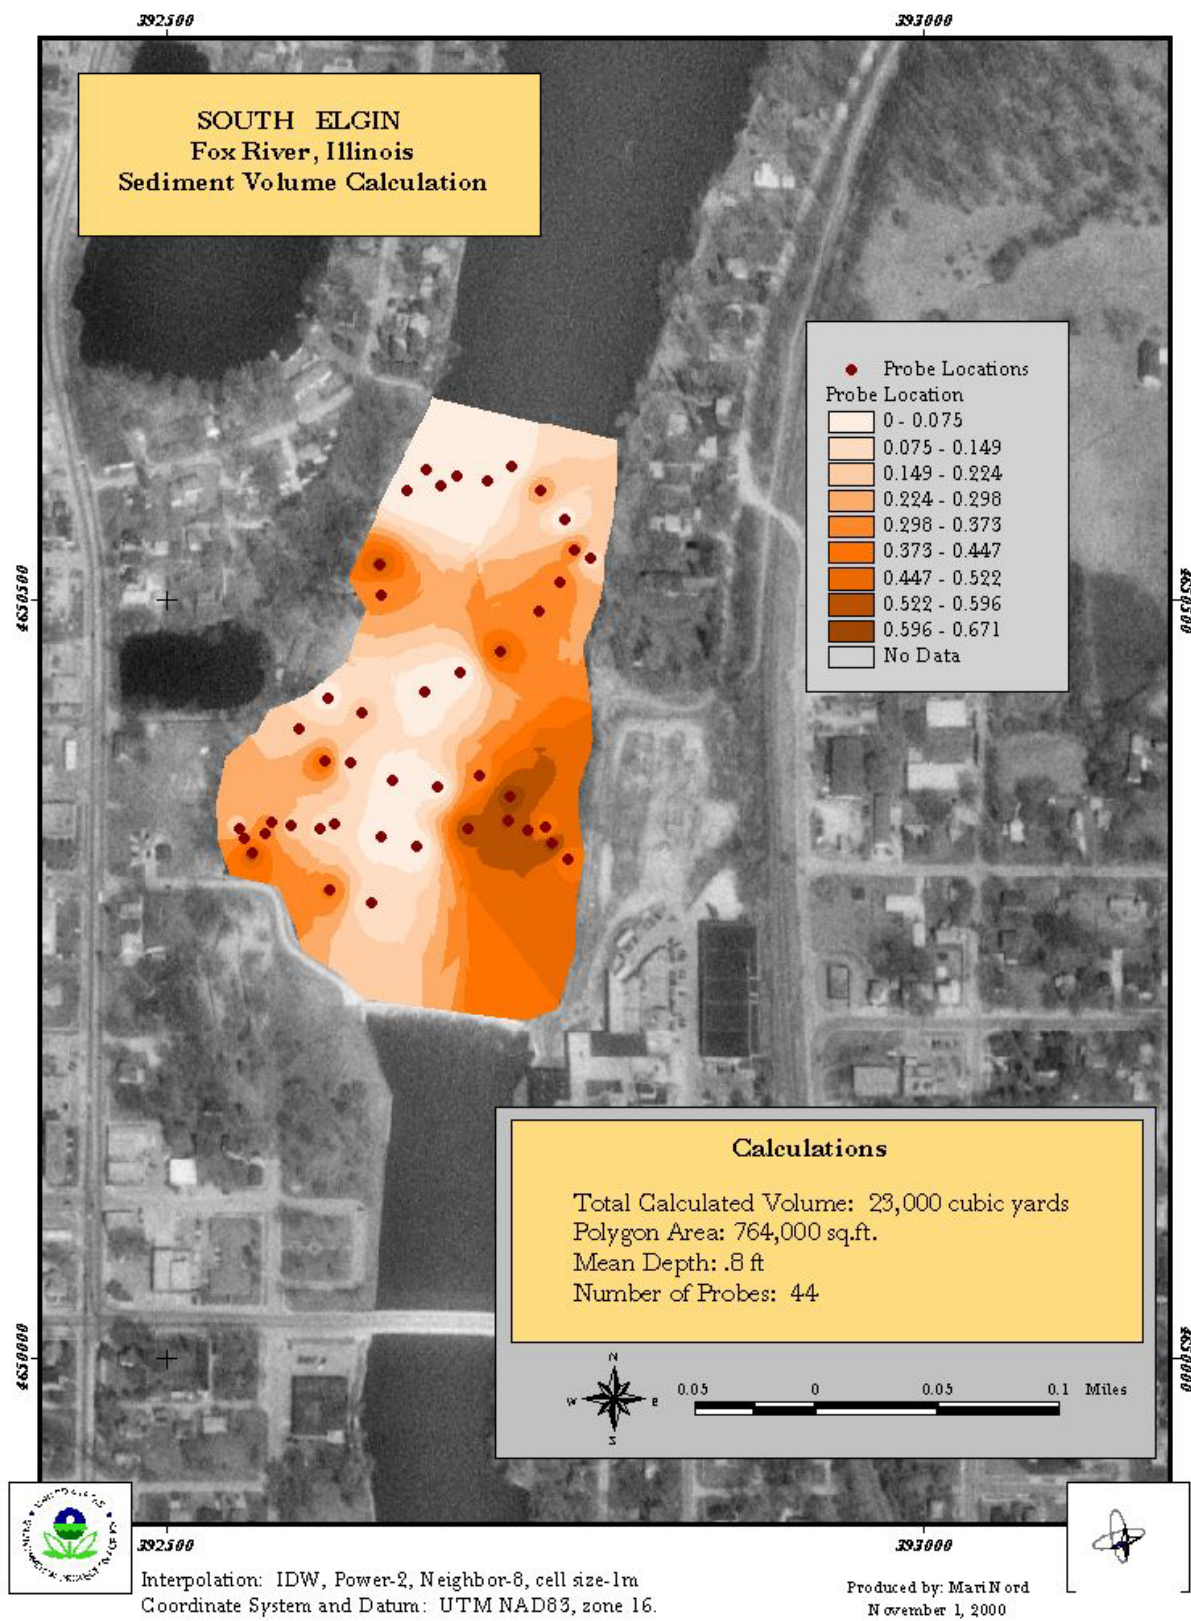 392500
393000
SOUTH ELGIN
Fox River, Illinois
Sediment Volume Calculation
Probe Locations
Probe Location
0 - 0.075
0.075 - 0.149
0.149 - 0.224
0.224 - 0.298
0.298 - 0.373
0.373 - 0.447
0.447 - 0.522
0.522 - 0.596
0.596 - 0.671
No Data
4650500
4650500
Calculations
Total Calculated Volume: 23,000 cubic yards
Polygon Area: 764,000 sq.ft.
Mean Depth: .8 ft
Number of Probes: 44
4650000
4650000
N
W
E
S
0.05 0 0.05 0.1 Miles
392500
393000
Interpolation: IDW, Power-2, Neighbor-8, cell size-1m
Coordinate System and Datum: UTM NAD83, zone 16.
Produced by: Mari Nord
November 1, 2000